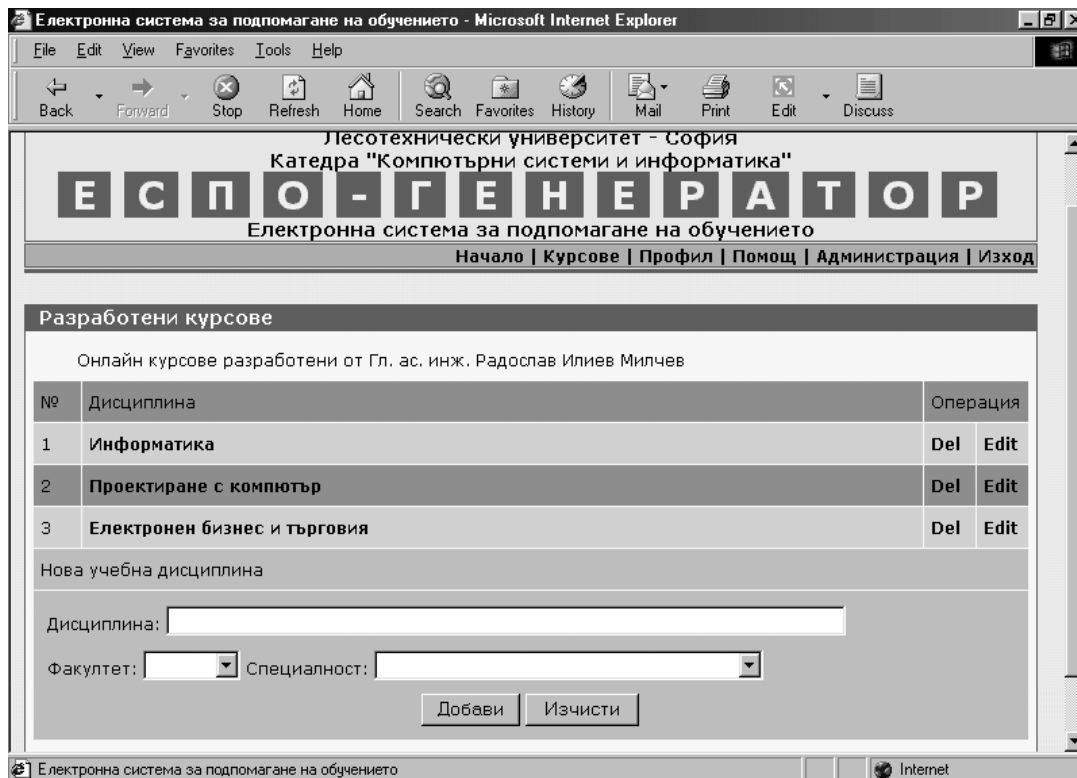 Електронна система за подпомагане на обучението - Microsoft Internet Explorer
File Edit View Favorites Tools Help
Back Forward Stop Refresh Home Search Favorites History Mail Print Edit Discuss
Лесотехнически университет - София
Катедра "Компютърни системи и информатика"
ЕСПО-ГЕНЕРАТОР
Електронна система за подпомагане на обучението
Начало | Курсове | Профил | Помощ | Администрация | Изход
Разработени курсове
Онлайн курсове разработени от Гл. ас. инж. Радослав Илиев Милчев
№ Дисциплина Операция
1 Информатика Del Edit
2 Проектиране с компютър Del Edit
3 Електронен бизнес и търговия Del Edit
Нова учебна дисциплина
Дисциплина:
Факултет: Специалност:
Добави Изчисти
Електронна система за подпомагане на обучението Internet